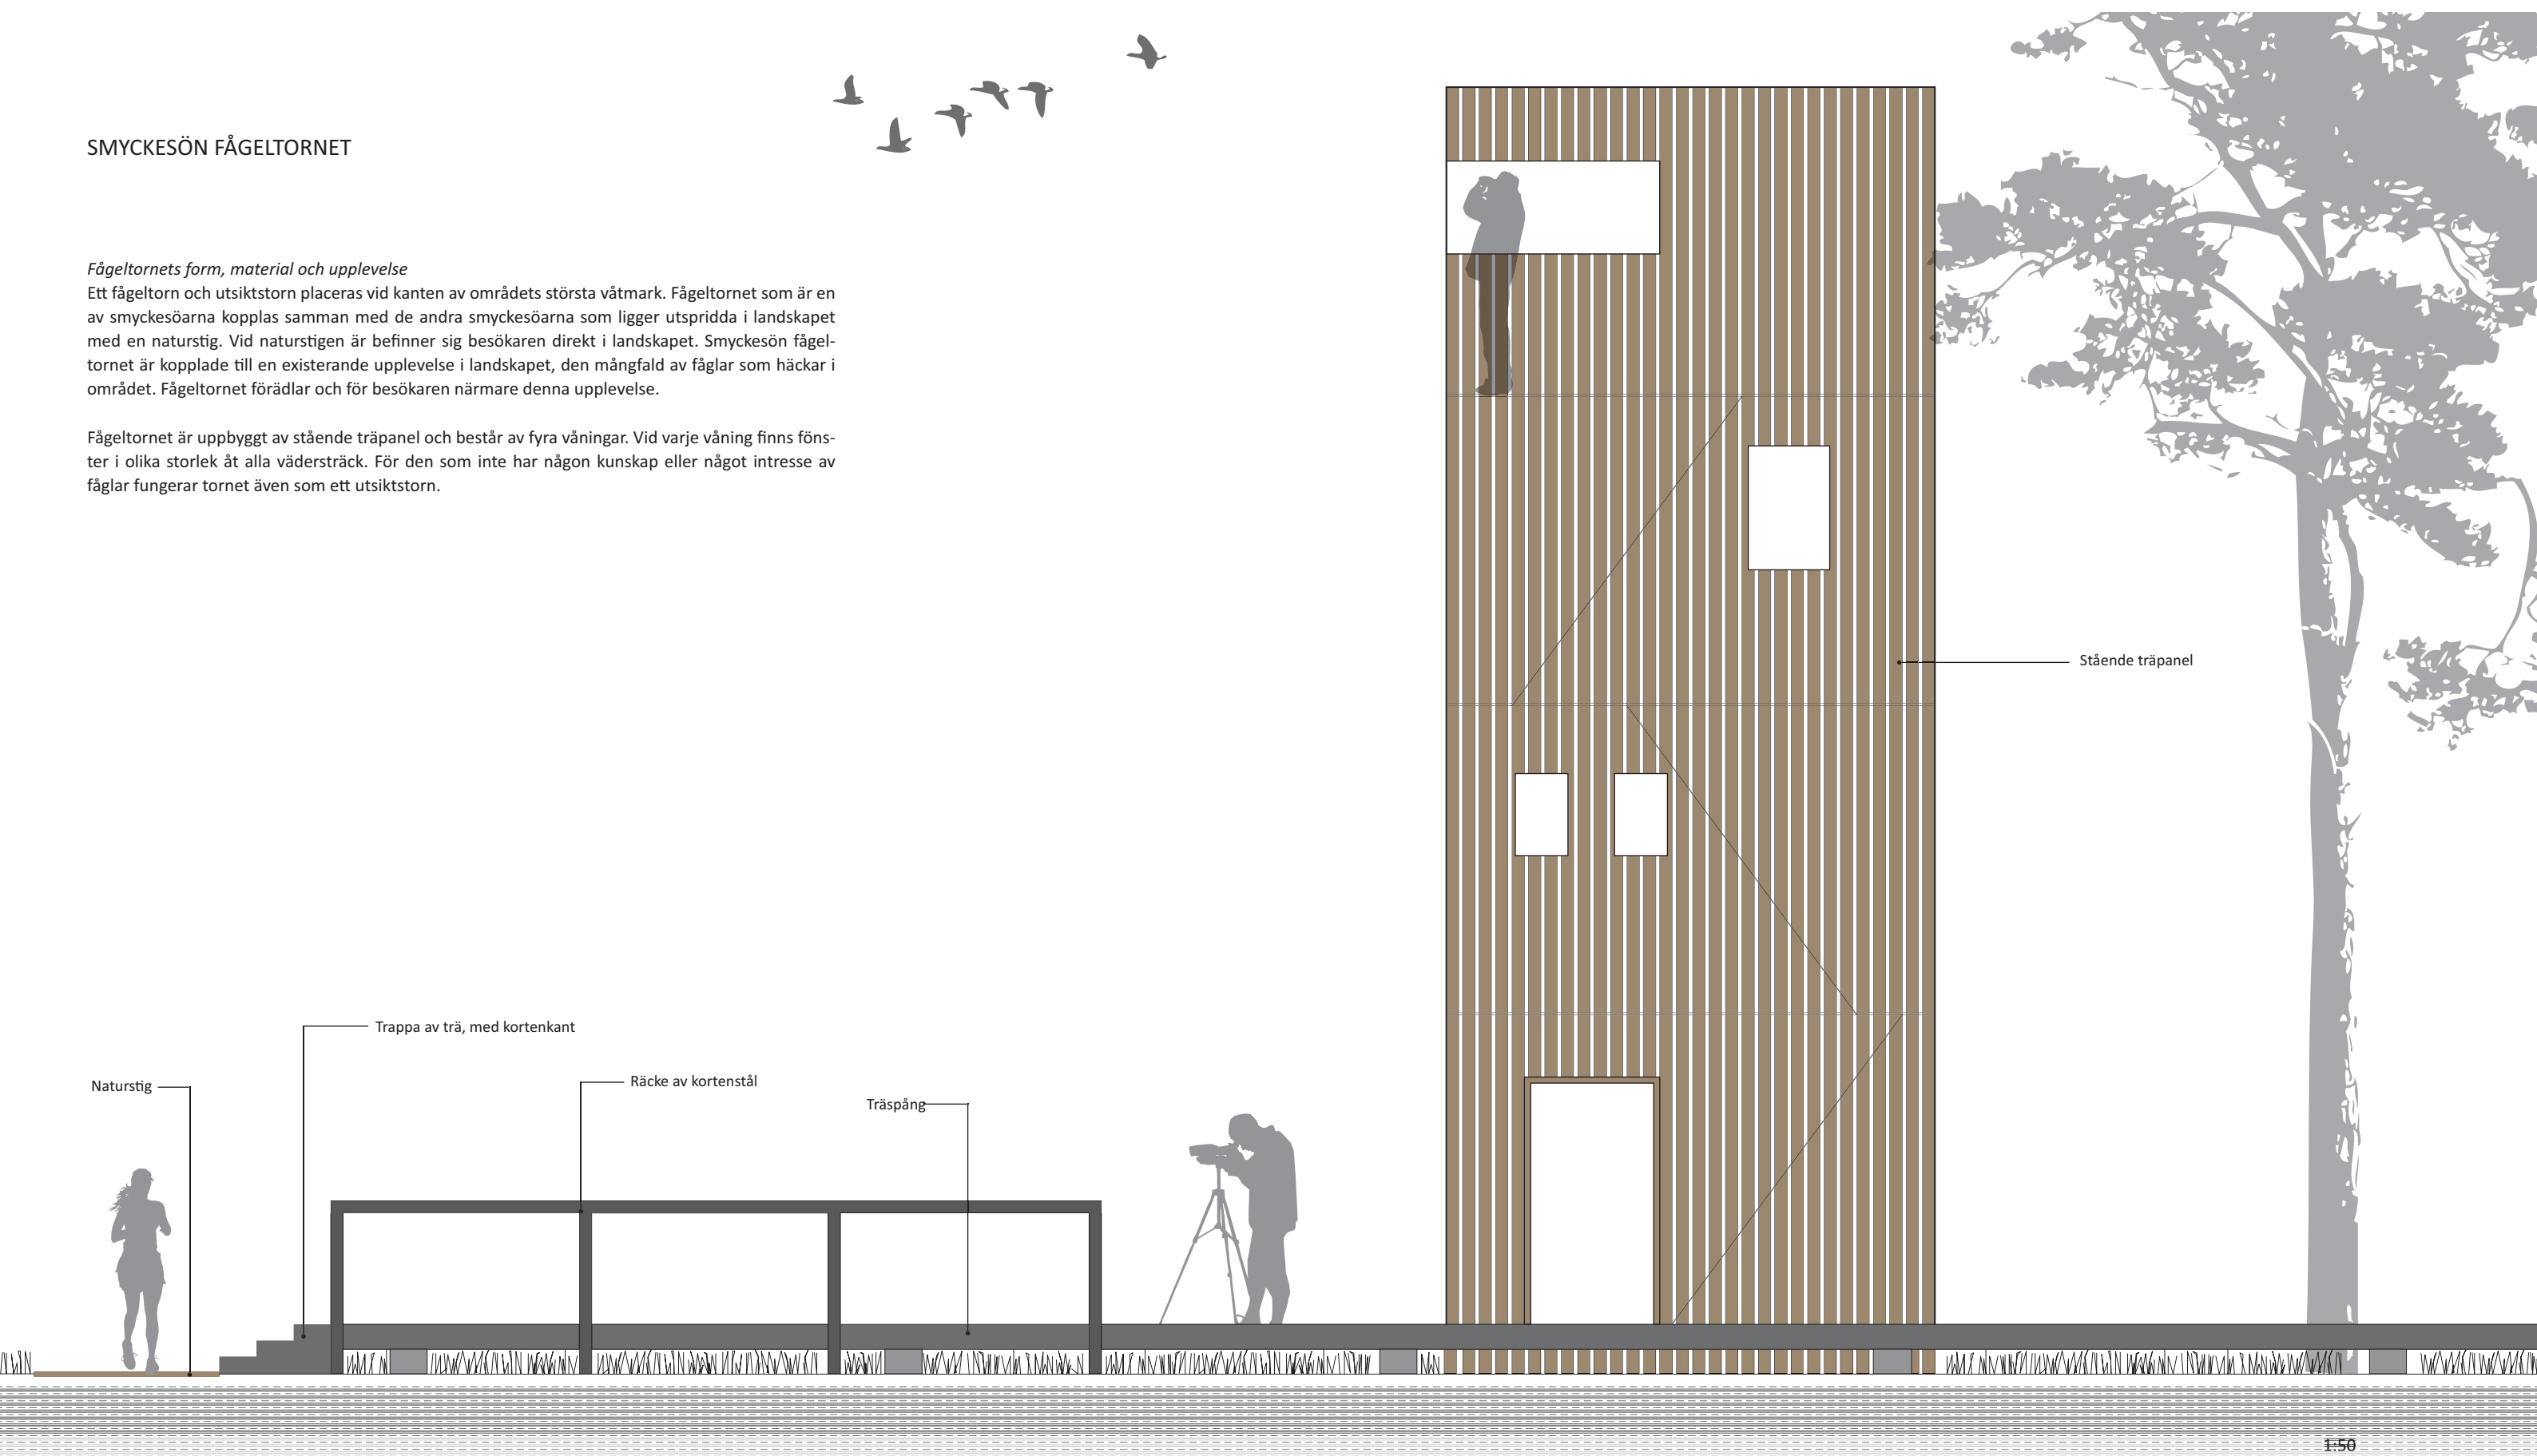 SMYCKESÖN FÅGELTORNET
Fågeltornets form, material och upplevelse
Ett fågeltorn och utsiktstorn placeras vid kanten av områdets största våtmark. Fågeltornet som är en
av smyckesöarna kopplas samman med de andra smyckesöarna som ligger utspridda i landskapet
med en naturstig. Vid naturstigen är befinner sig besökaren direkt i landskapet. Smyckesön fågel-
tornet är kopplade till en existerande upplevelse i landskapet, den mångfald av fåglar som häckar i
området. Fågeltornet förädlar och för besökaren närmare denna upplevelse.
Fågeltornet är uppbyggt av stående träpanel och består av fyra våningar. Vid varje våning finns föns-
ter i olika storlek åt alla vädersträck. För den som inte har någon kunskap eller något intresse av
fåglar fungerar tornet även som ett utsiktstorn.
Stående träpanel
Trappa av trä, med kortenkant
Räcke av kortenstål
Naturstig
Träspång
1:50